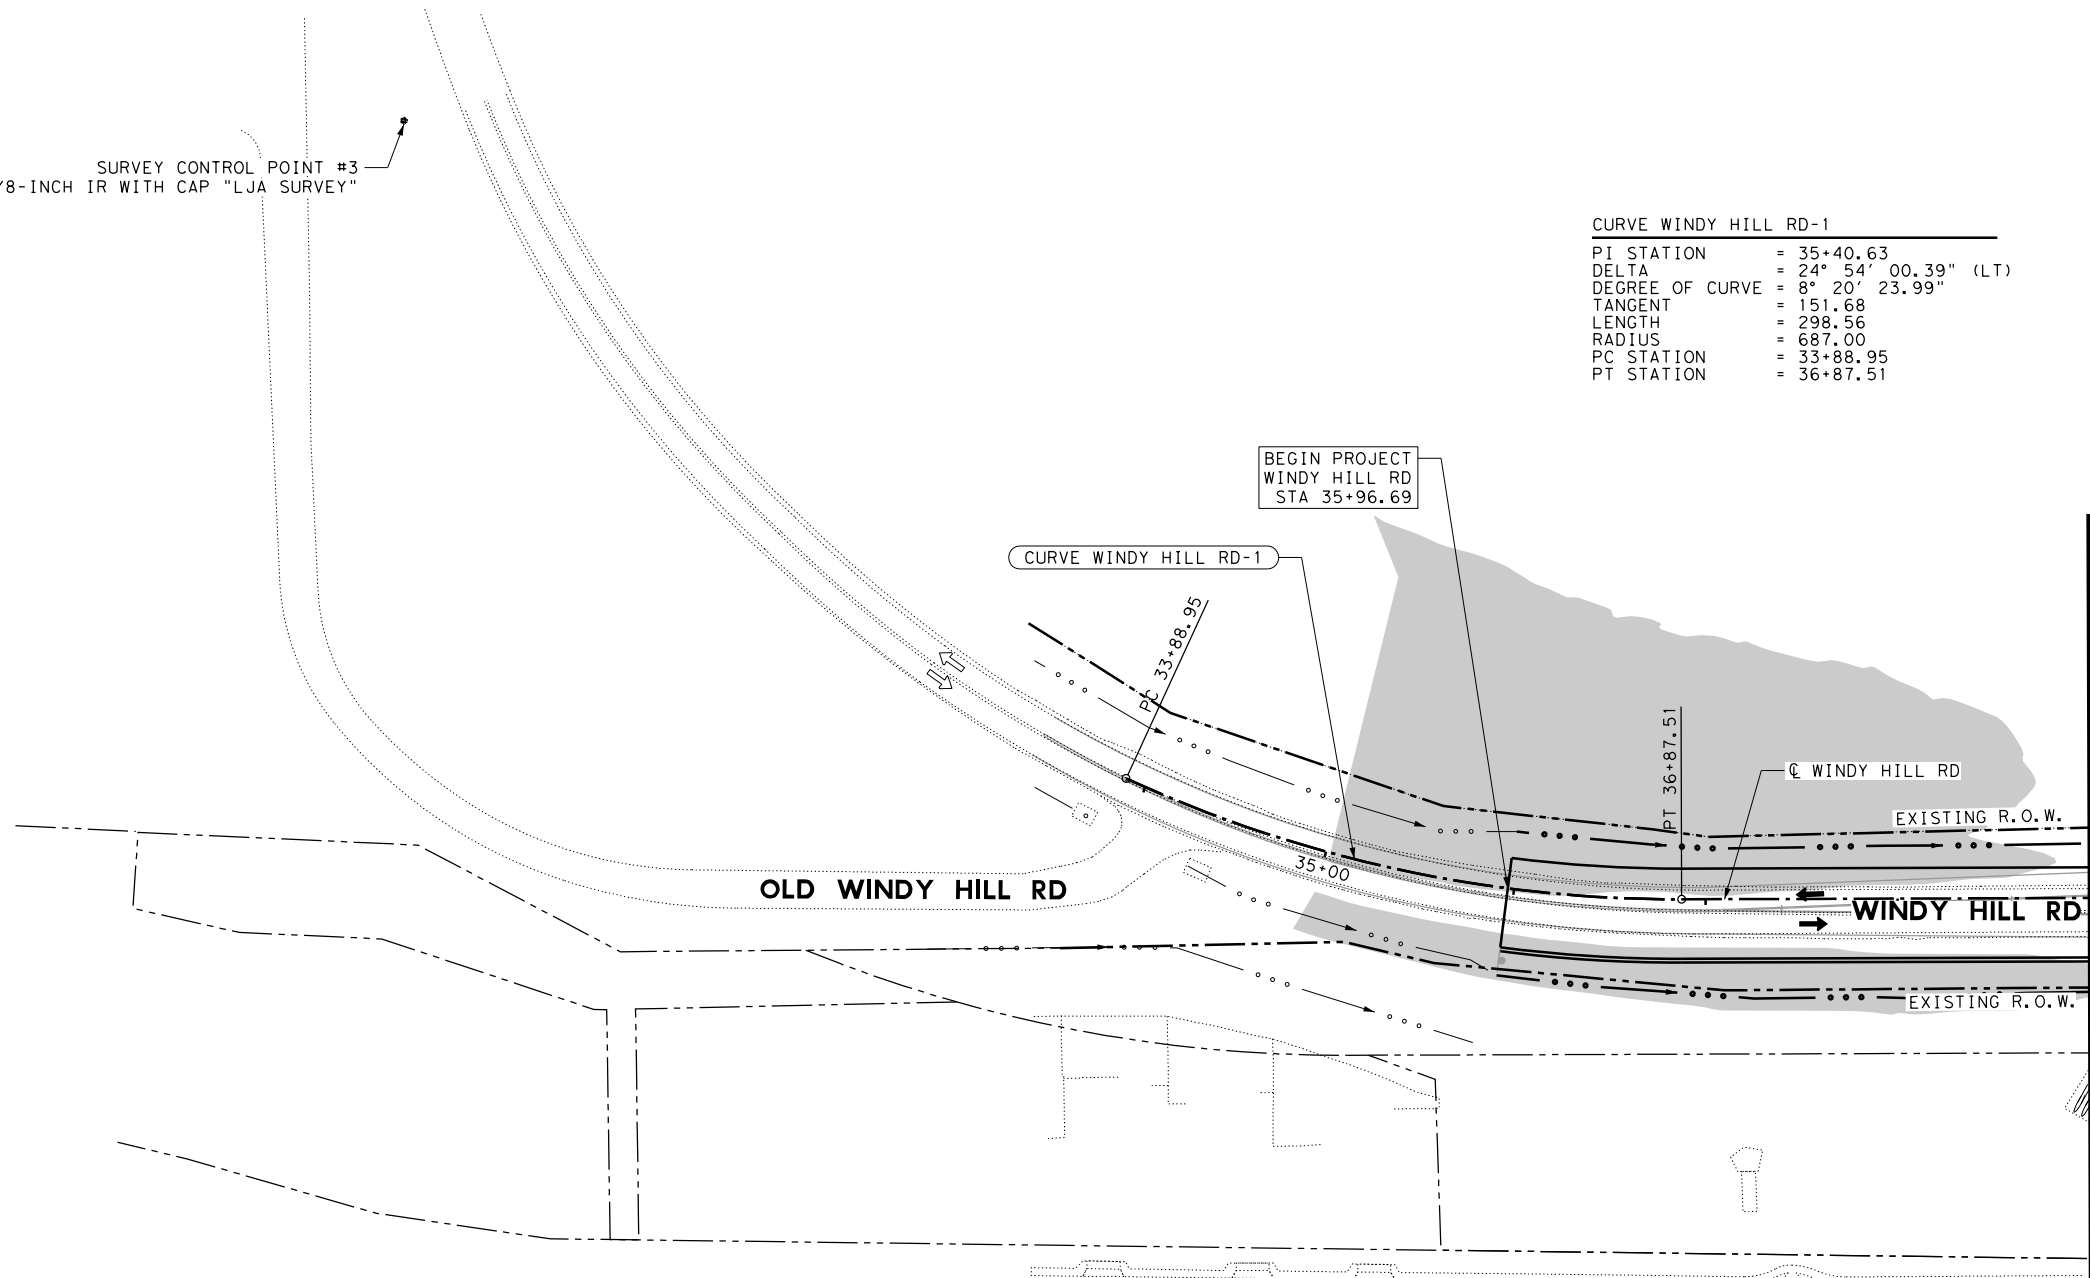 SURVEY CONTROL POINT #3
/8-INCH IR WITH CAP "LJA SURVEY"
CURVE WINDY HILL RD-1
PI STATION = 35+40.63
DELTA = 24° 54' 00.39" (LT)
DEGREE OF CURVE = 8° 20' 23.99"
TANGENT = 151.68
LENGTH = 298.56
RADIUS = 687.00
PC STATION = 33+88.95
PT STATION = 36+87.51
BEGIN PROJECT
WINDY HILL RD
STA 35+96.69
CURVE WINDY HILL RD-1
PC 33+88.95
PT 36+87.51
℄ WINDY HILL RD
EXISTING R.O.W.
35+00
OLD WINDY HILL RD
WINDY HILL RD
EXISTING R.O.W.